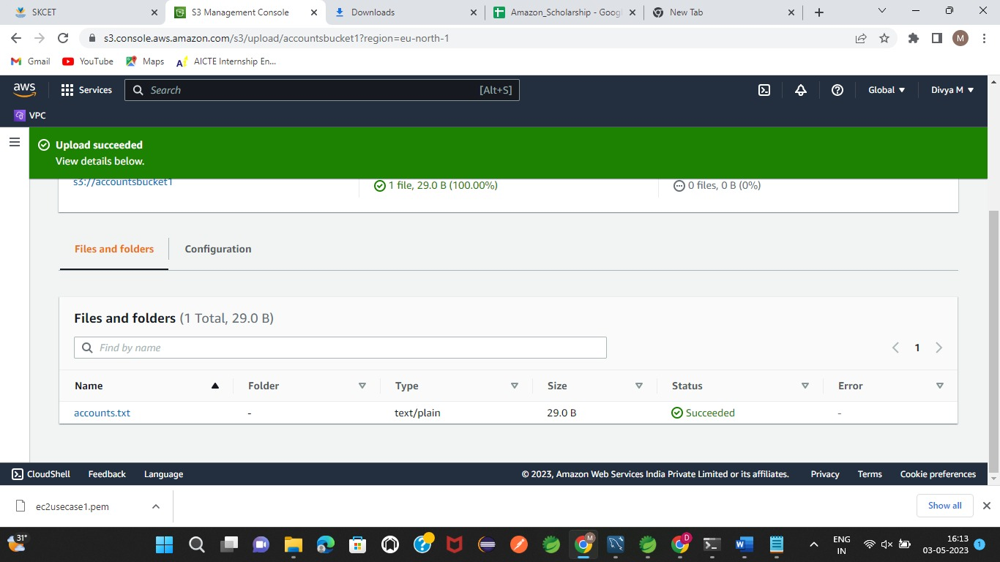 SKCET
S3 Management Console
Downloads
Amazon_Scholarship - Googl
New Tab
s3.console.aws.amazon.com/s3/upload/accountsbucket1?region=eu-north-1
M
Gmail
YouTube
Maps
AICTE Internship En...
aws
Services
Search
[Alt+S]
Global
Divya M
VPC
Upload succeeded
View details below.
s3://accountsbucket1
1 file, 29.0 B (100.00%)
0 files, 0 B (0%)
Files and folders
Configuration
Files and folders (1 Total, 29.0 B)
Find by name
1
Name Folder Type Size Status Error
accounts.txt - text/plain 29.0 B Succeeded -
CloudShell Feedback Language © 2023, Amazon Web Services India Private Limited or its affiliates. Privacy Terms Cookie preferences
ec2usecase1.pem
Show all
31°
M
D
ENG
IN
16:13
03-05-2023
1